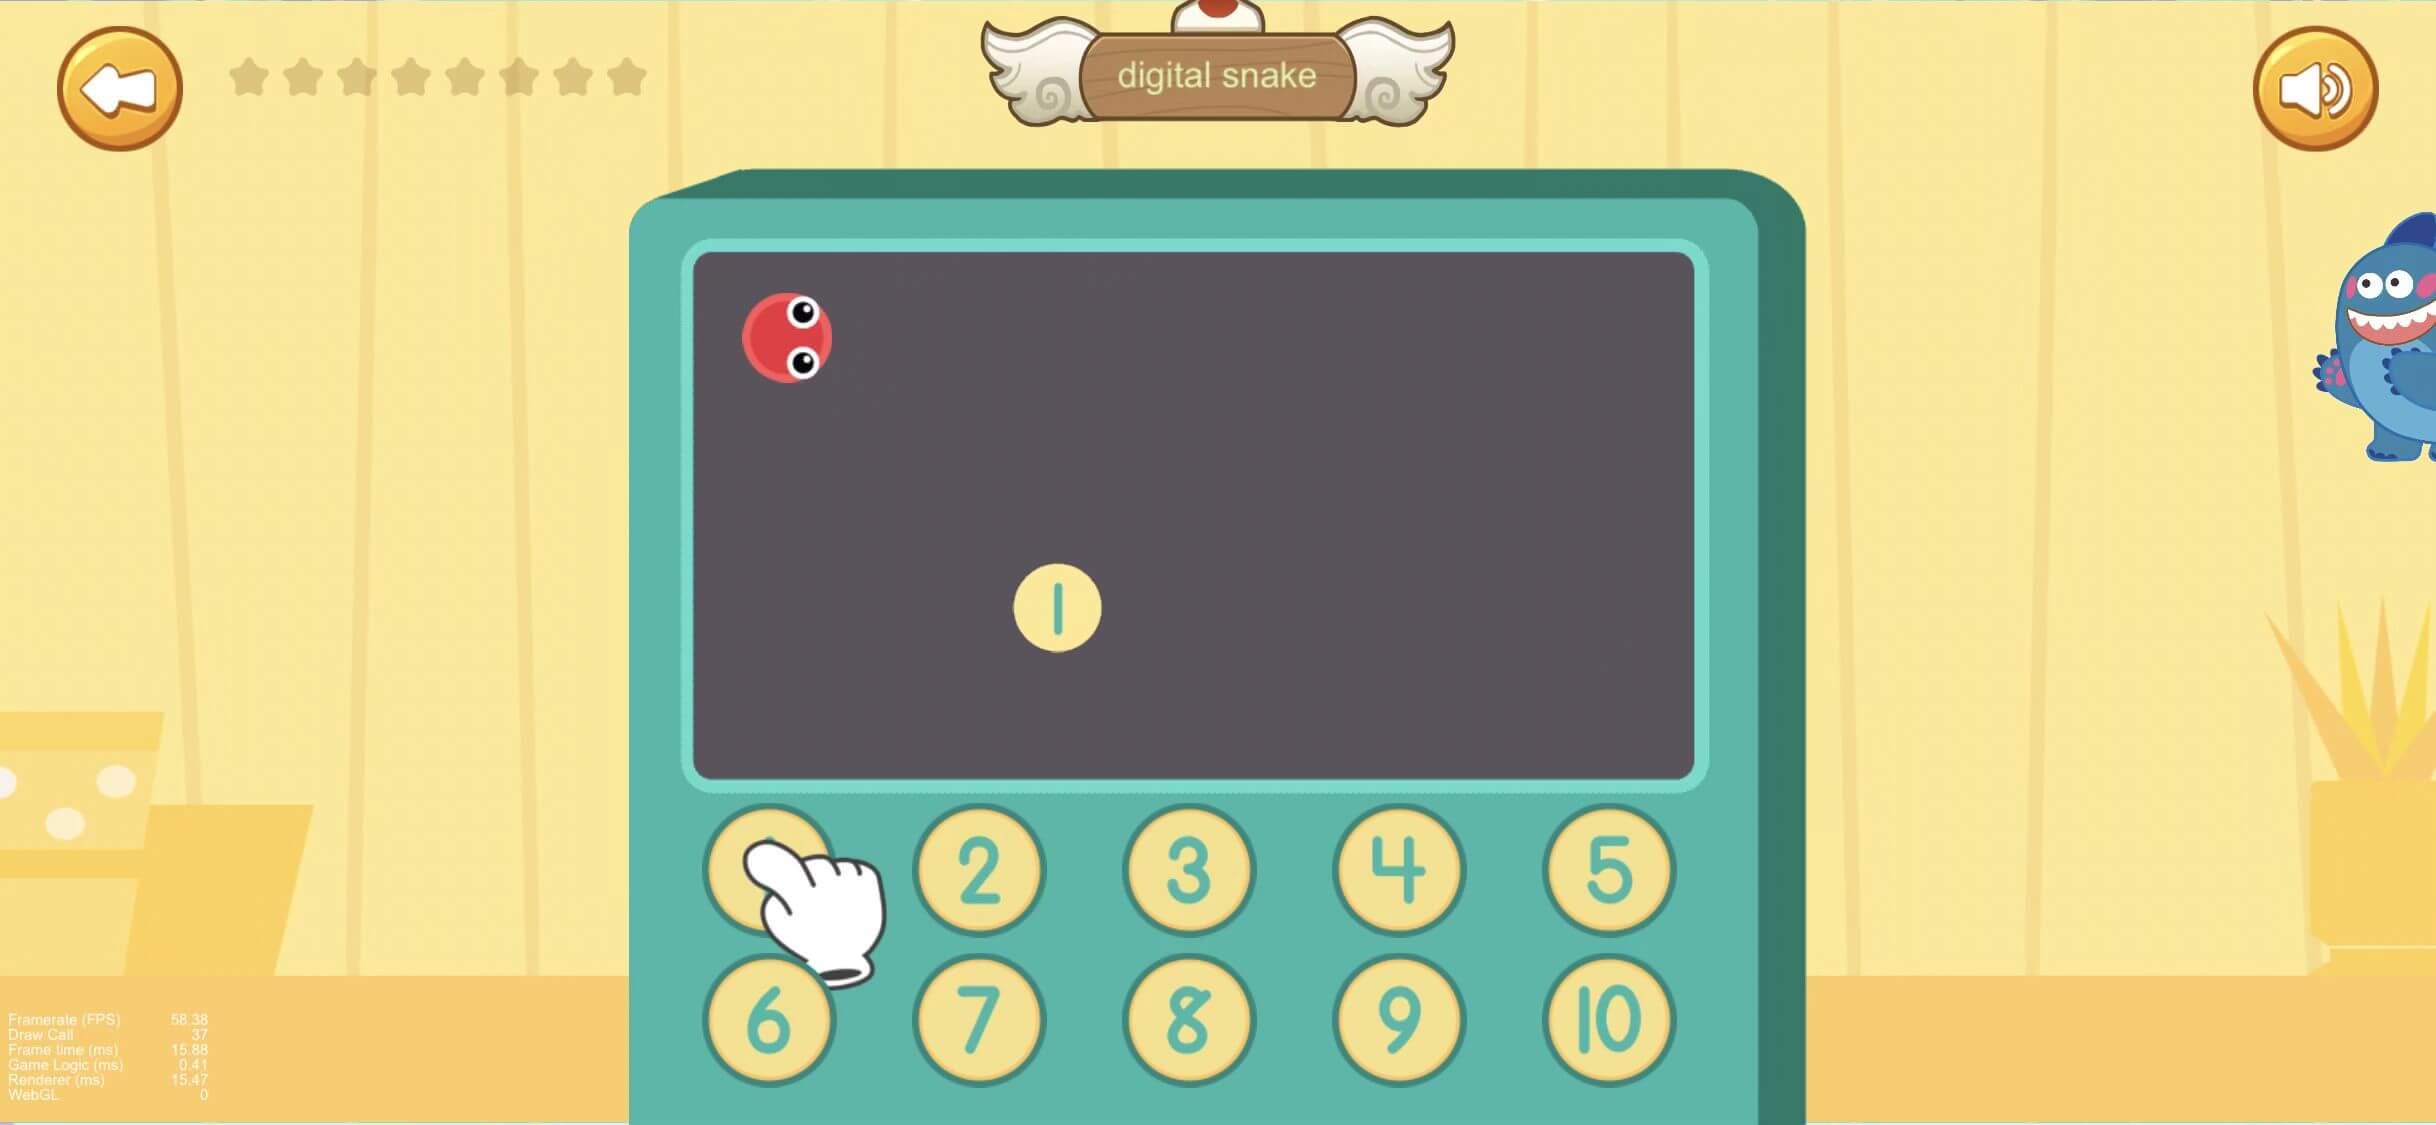 digital snake
1
2 3 4 5
6 7 8 9 10
Framerate (FPS) 58.38
Draw Call 37
Frame time (ms) 15.88
Game Logic (ms) 0.41
Renderer (ms) 15.47
WebGL 0